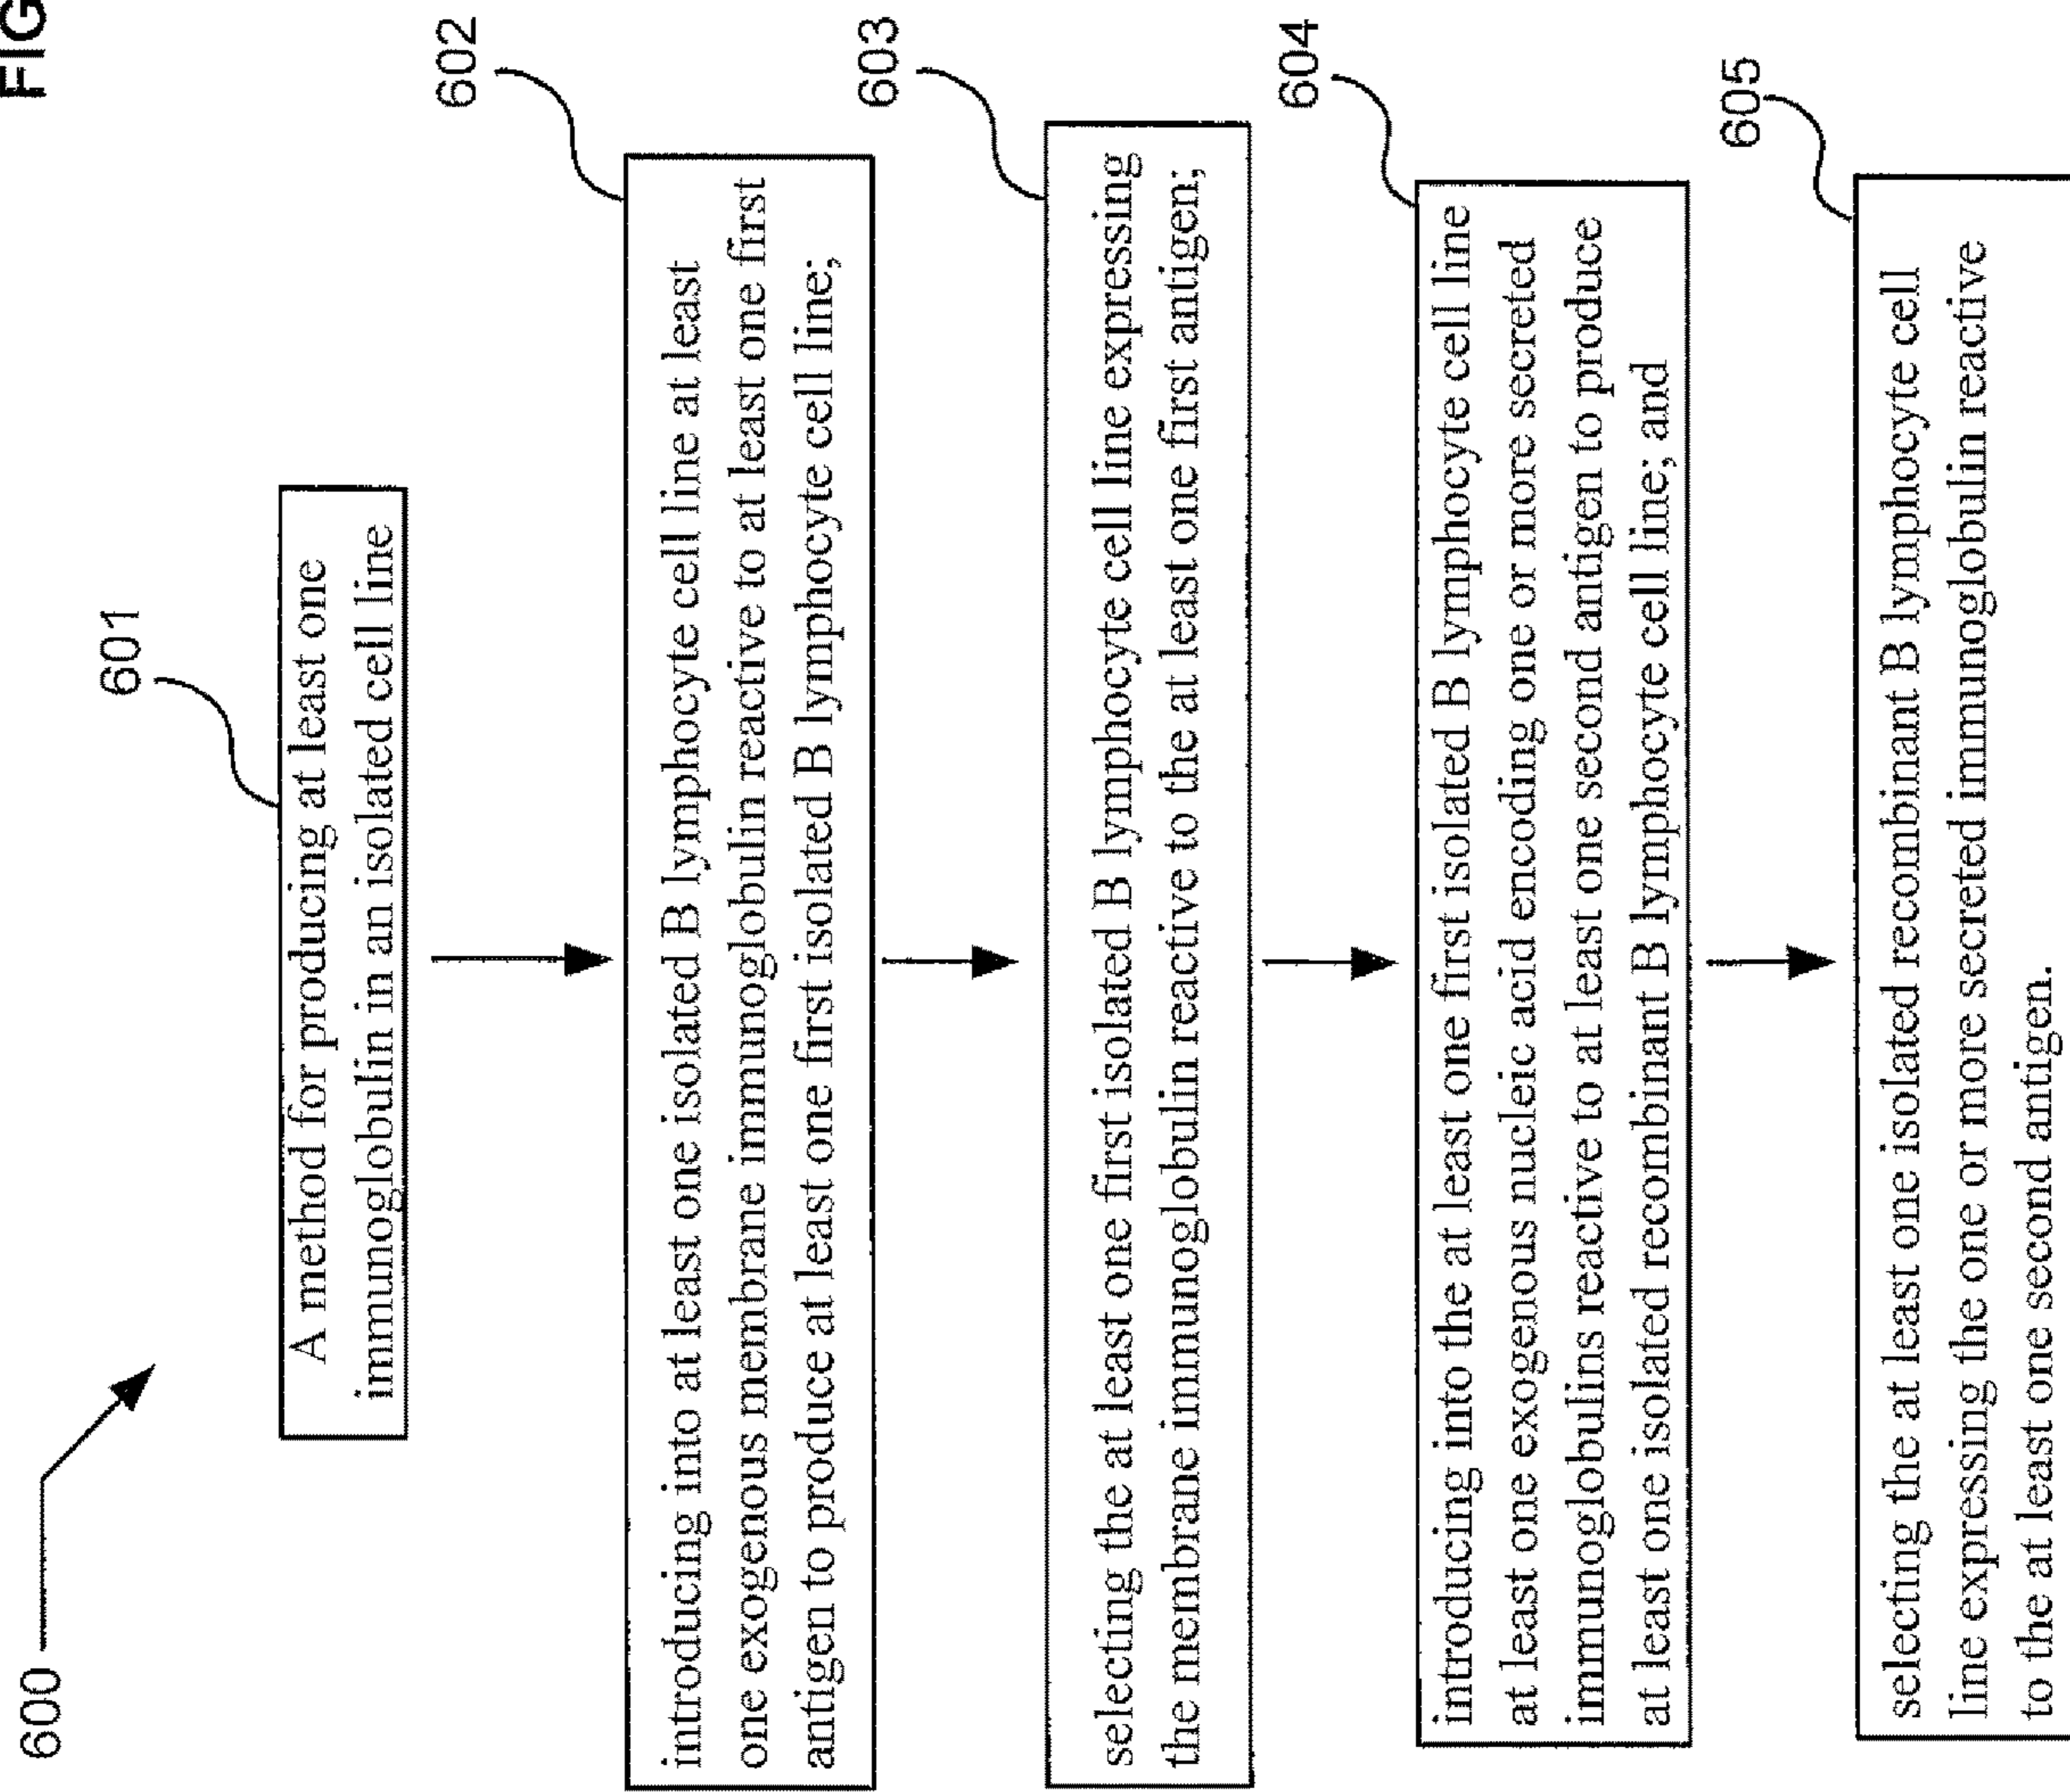 FIG
600
601
A method for producing at least one
immunoglobulin in an isolated cell line
602
introducing into at least one isolated B lymphocyte cell line at least
one exogenous membrane immunoglobulin reactive to at least one first
antigen to produce at least one first isolated B lymphocyte cell line;
603
selecting the at least one first isolated B lymphocyte cell line expressing
the membrane immunoglobulin reactive to the at least one first antigen;
604
introducing into the at least one first isolated B lymphocyte cell line
at least one exogenous nucleic acid encoding one or more secreted
immunoglobulins reactive to at least one second antigen to produce
at least one isolated recombinant B lymphocyte cell line; and
605
selecting the at least one isolated recombinant B lymphocyte cell
line expressing the one or more secreted immunoglobulin reactive
to the at least one second antigen.